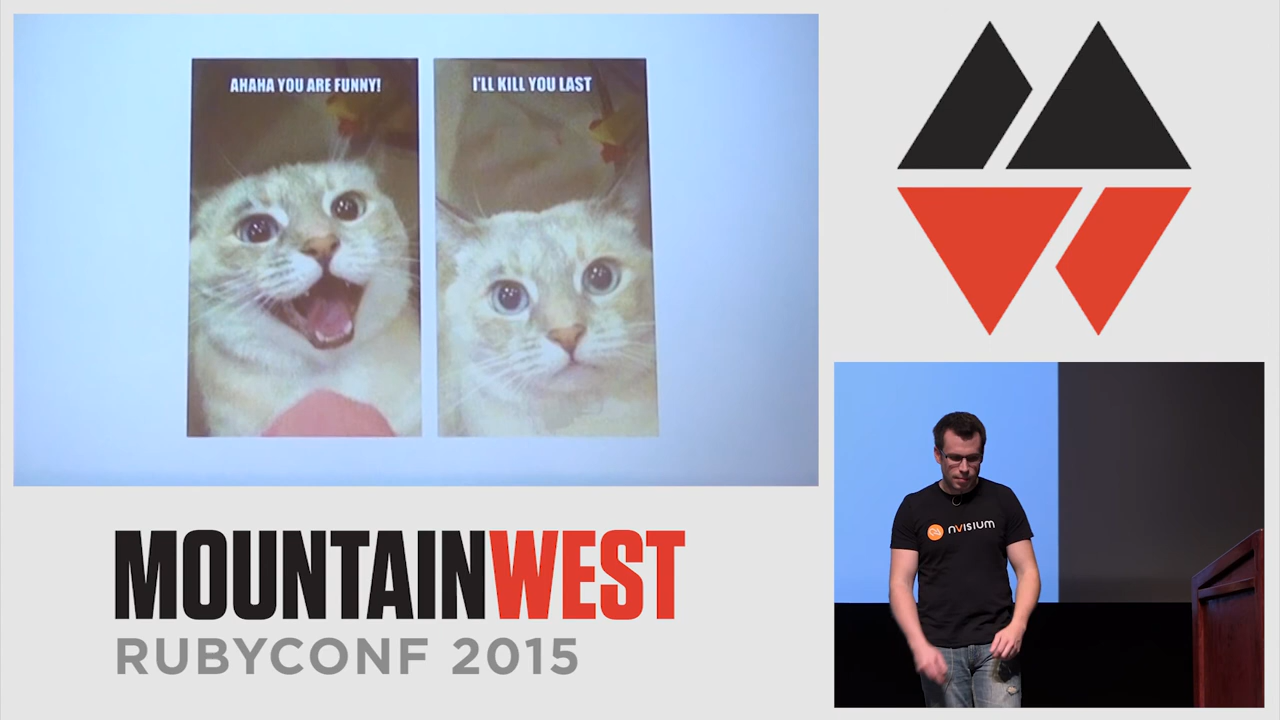 AHAHA YOU ARE FUNNY!
I'LL KILL YOU LAST
MOUNTAINWEST
RUBYCONF 2015
nVISIUM